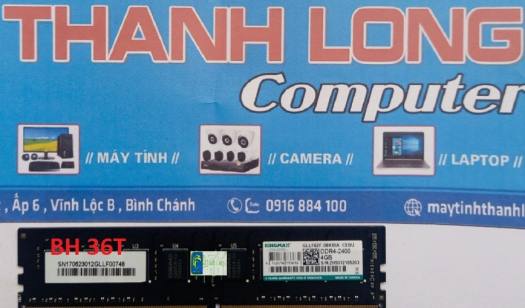 THANH LONG
Computer
// MÁY TÍNH //
// CAMERA //
// LAPTOP //
, Ấp 6 , Vĩnh Lộc B , Bình Chánh
0916 884 100
maytinhthanhl
BH 36T
SN170623012GLLF00746
KINGMAX
DDR4-2400
4GB